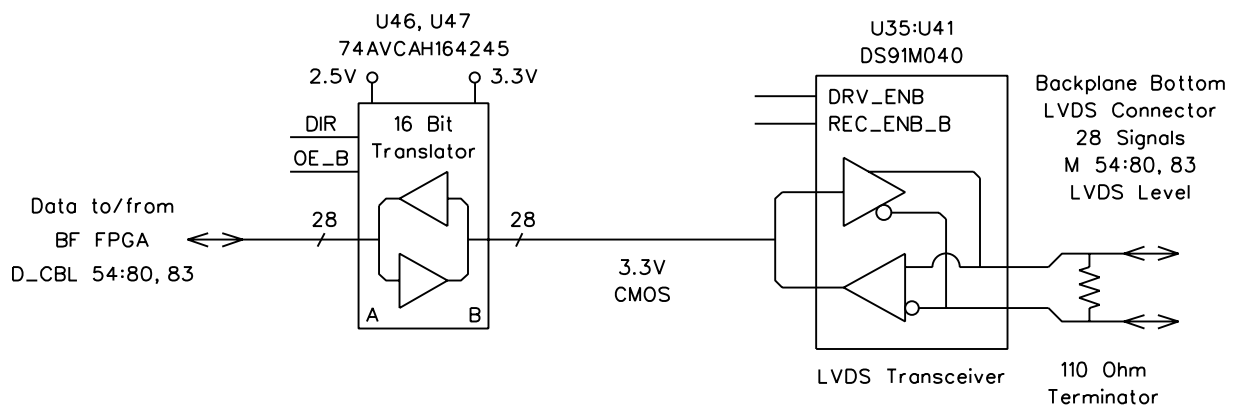 U46, U47
74AVCAH164245
2.5V
3.3V
DIR
OE_B
16 Bit
Translator
A
B
Data to/from
BF FPGA
D_CBL 54:80, 83
28
28
3.3V
CMOS
U35:U41
DS91M040
DRV_ENB
REC_ENB_B
LVDS Transceiver
Backplane Bottom
LVDS Connector
28 Signals
M 54:80, 83
LVDS Level
110 Ohm
Terminator